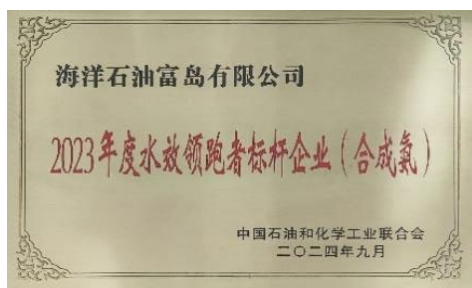 海洋石油富岛有限公司
2023年度水效领跑者标杆企业（合成氨）
中国石油和化学工业联合会
二〇二四年九月